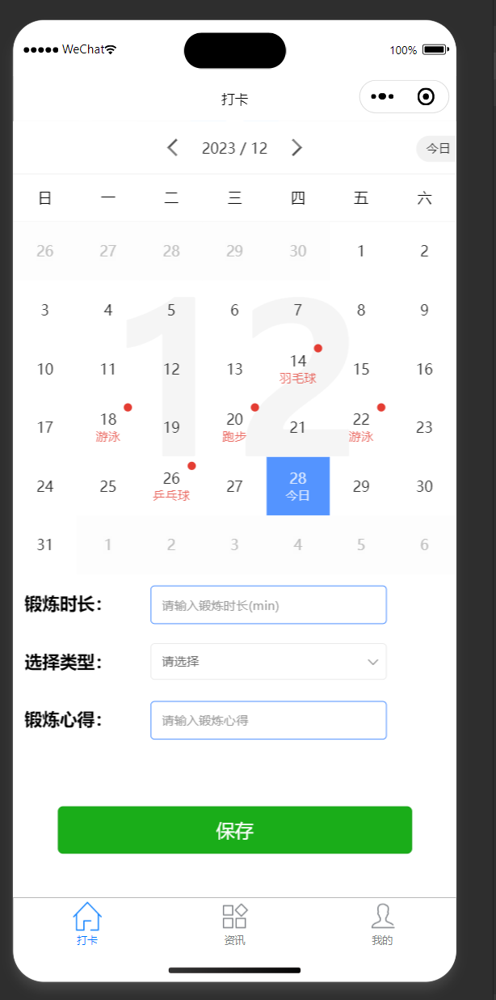 WeChat 100%
打卡
2023 / 12 今日
日 一 二 三 四 五 六
26 27 28 29 30 1 2
12
3 4 5 6 7 8 9
10 11 12 13 14 15 16
羽毛球
17 18 19 20 21 22 23
游泳 跑步 游泳
24 25 26 27 28 29 30
乒乓球 今日
31 1 2 3 4 5 6
锻炼时长： 请输入锻炼时长(min)
选择类型： 请选择
锻炼心得： 请输入锻炼心得
保存
打卡 资讯 我的